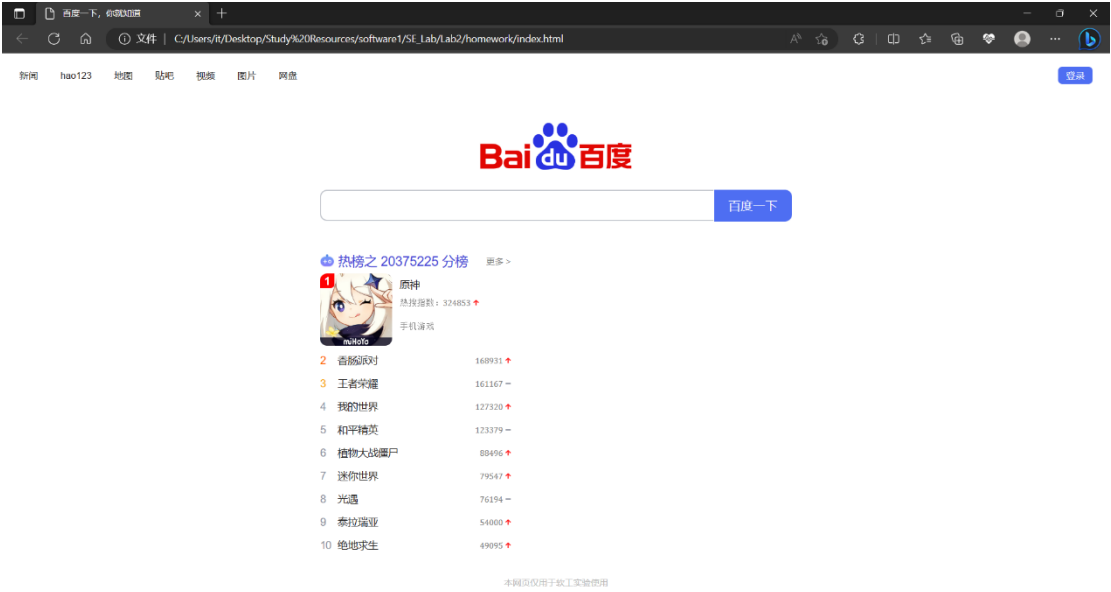 百度一下，你就知道
文件 | C:/Users/it/Desktop/Study%20Resources/software1/SE_Lab/Lab2/homework/index.html
新闻 hao123 地图 贴吧 视频 图片 网盘 登录
Bai du 百度
百度一下
热榜之 20375225 分榜 更多 >
1 原神
热搜指数：324853
手机游戏
miHoYo
2 香肠派对 168931
3 王者荣耀 161167
4 我的世界 127320
5 和平精英 123379
6 植物大战僵尸 88496
7 迷你世界 79547
8 光遇 76194
9 泰拉瑞亚 54000
10 绝地求生 49095
本网页仅用于软工实验使用